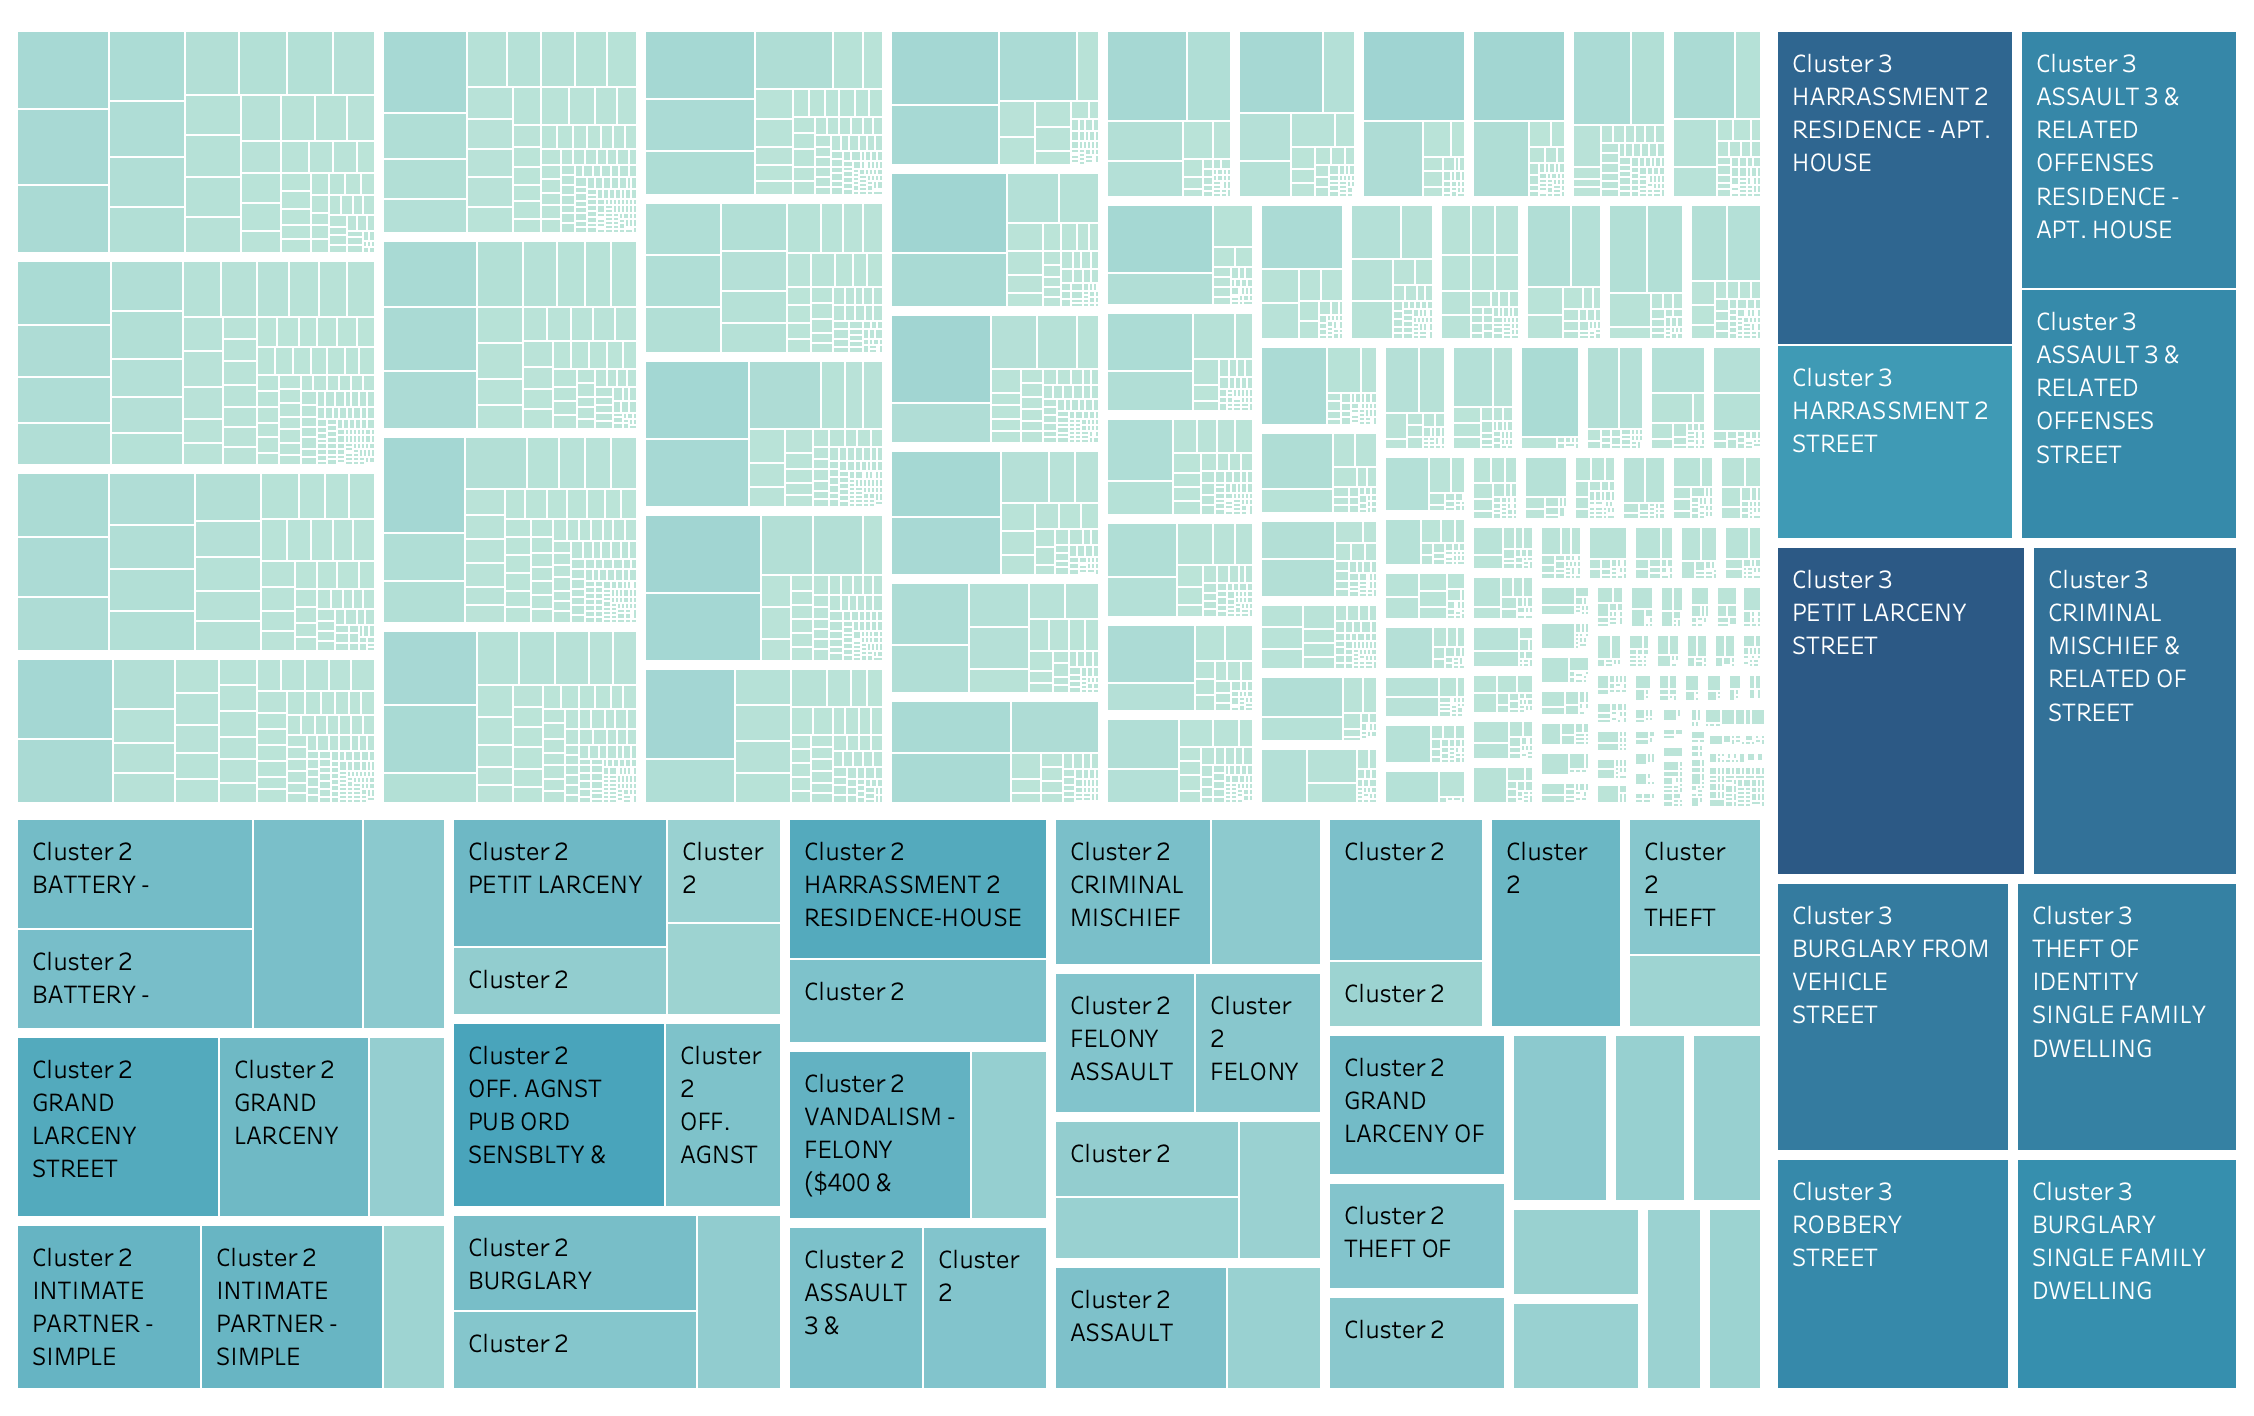 Cluster 3
HARRASSMENT 2
RESIDENCE - APT.
HOUSE
Cluster 3
ASSAULT 3 &
RELATED
OFFENSES
RESIDENCE -
APT. HOUSE
Cluster 3
HARRASSMENT 2
STREET
Cluster 3
ASSAULT 3 &
RELATED
OFFENSES
STREET
Cluster 3
PETIT LARCENY
STREET
Cluster 3
CRIMINAL
MISCHIEF &
RELATED OF
STREET
Cluster 3
BURGLARY FROM
VEHICLE
STREET
Cluster 3
THEFT OF
IDENTITY
SINGLE FAMILY
DWELLING
Cluster 3
ROBBERY
STREET
Cluster 3
BURGLARY
SINGLE FAMILY
DWELLING
Cluster 2
BATTERY -
Cluster 2
BATTERY -
Cluster 2
GRAND
LARCENY
STREET
Cluster 2
GRAND
LARCENY
Cluster 2
INTIMATE
PARTNER -
SIMPLE
Cluster 2
INTIMATE
PARTNER -
SIMPLE
Cluster 2
PETIT LARCENY
Cluster
2
Cluster 2
Cluster 2
OFF. AGNST
PUB ORD
SENSBLTY &
Cluster
2
OFF.
AGNST
Cluster 2
BURGLARY
Cluster 2
Cluster 2
HARRASSMENT 2
RESIDENCE-HOUSE
Cluster 2
Cluster 2
VANDALISM -
FELONY
($400 &
Cluster 2
ASSAULT
3 &
Cluster
2
Cluster 2
CRIMINAL
MISCHIEF
Cluster 2
FELONY
ASSAULT
Cluster
2
FELONY
Cluster 2
Cluster 2
ASSAULT
Cluster 2
Cluster 2
Cluster
2
Cluster
2
THEFT
Cluster 2
GRAND
LARCENY OF
Cluster 2
THEFT OF
Cluster 2